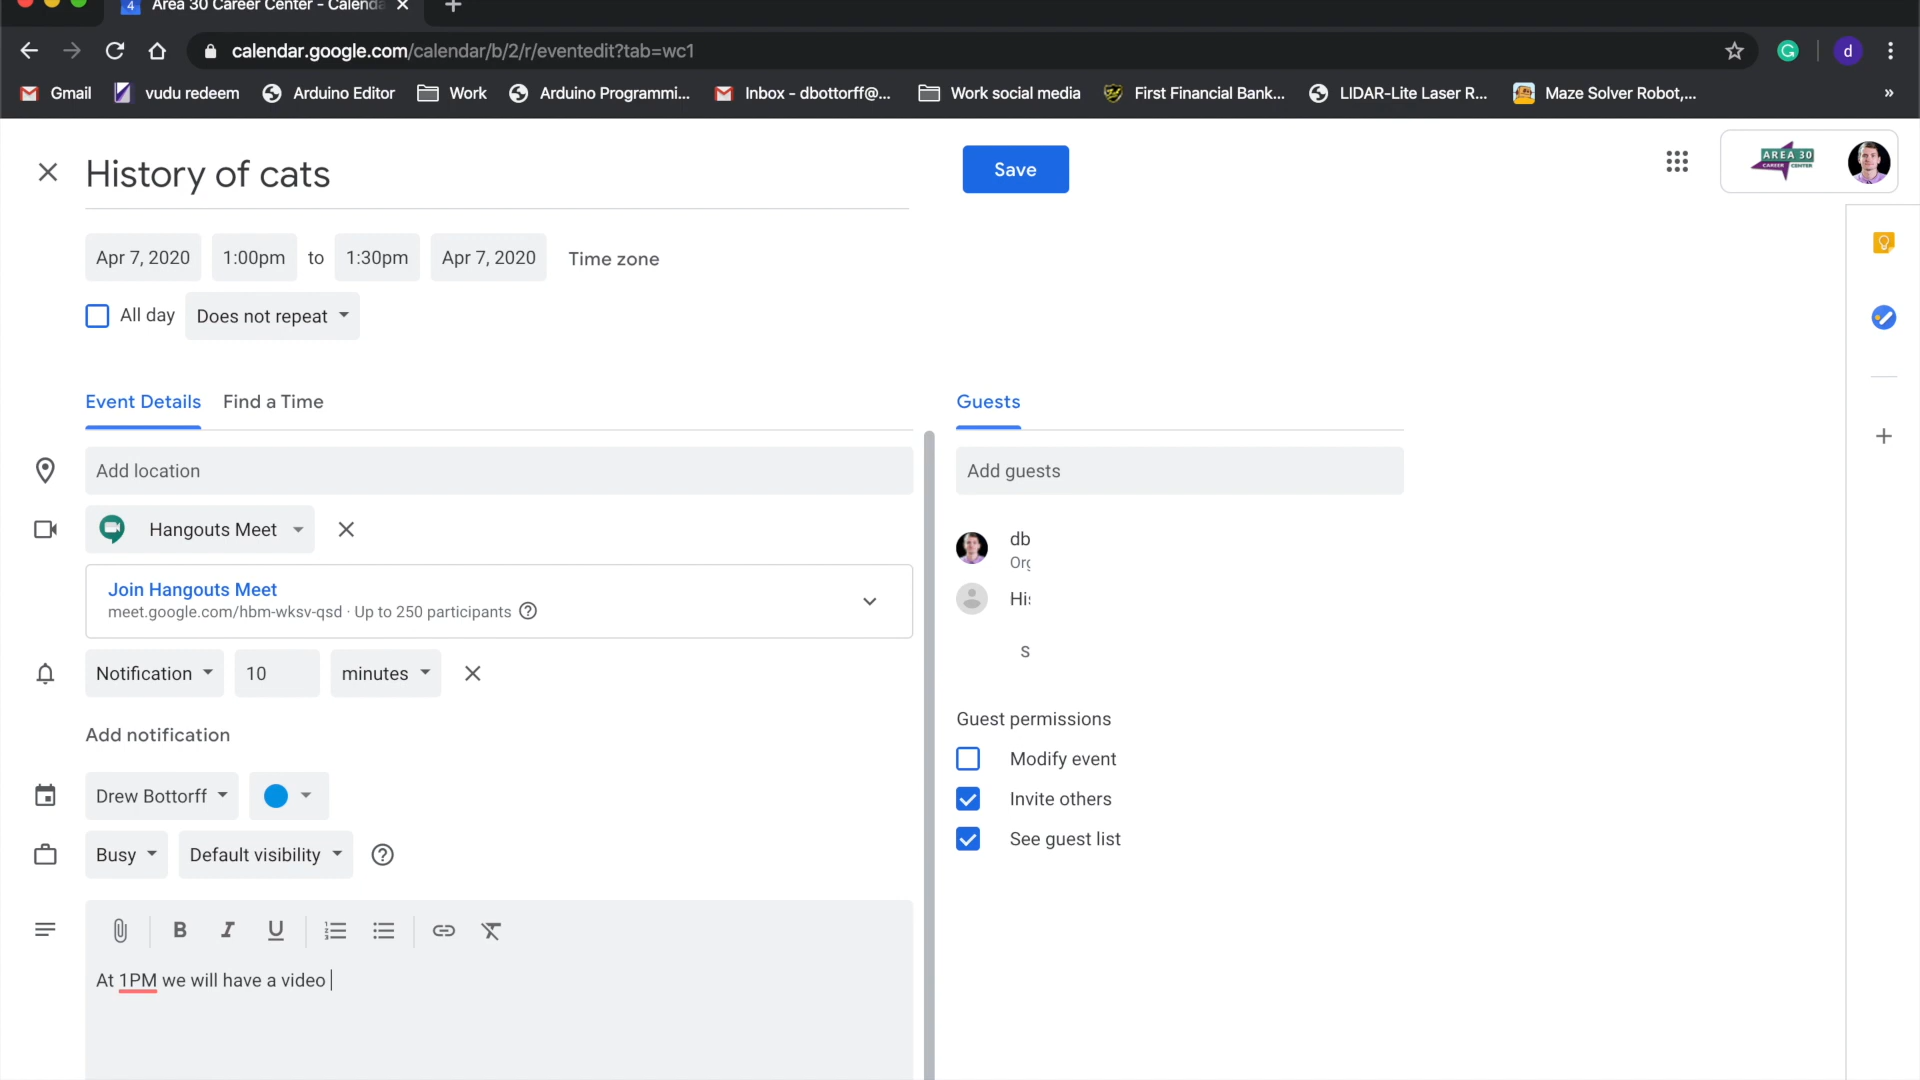 4 Area 30 Career Center - Calenda
calendar.google.com/calendar/b/2/r/eventedit?tab=wc1
d
Gmail vudu redeem Arduino Editor Work Arduino Programmi... Inbox - dbottorff@... Work social media First Financial Bank... LIDAR-Lite Laser R... Maze Solver Robot,... »
History of cats
Save
AREA 30
CAREER CENTER
Apr 7, 2020 1:00pm to 1:30pm Apr 7, 2020 Time zone
All day Does not repeat
Event Details Find a Time
Guests
Add location
Add guests
Hangouts Meet
Join Hangouts Meet
meet.google.com/hbm-wksv-qsd · Up to 250 participants
db
Org
His
S
Notification 10 minutes
Add notification
Guest permissions
Modify event
Invite others
See guest list
Drew Bottorff
Busy Default visibility
B I U
At 1PM we will have a video